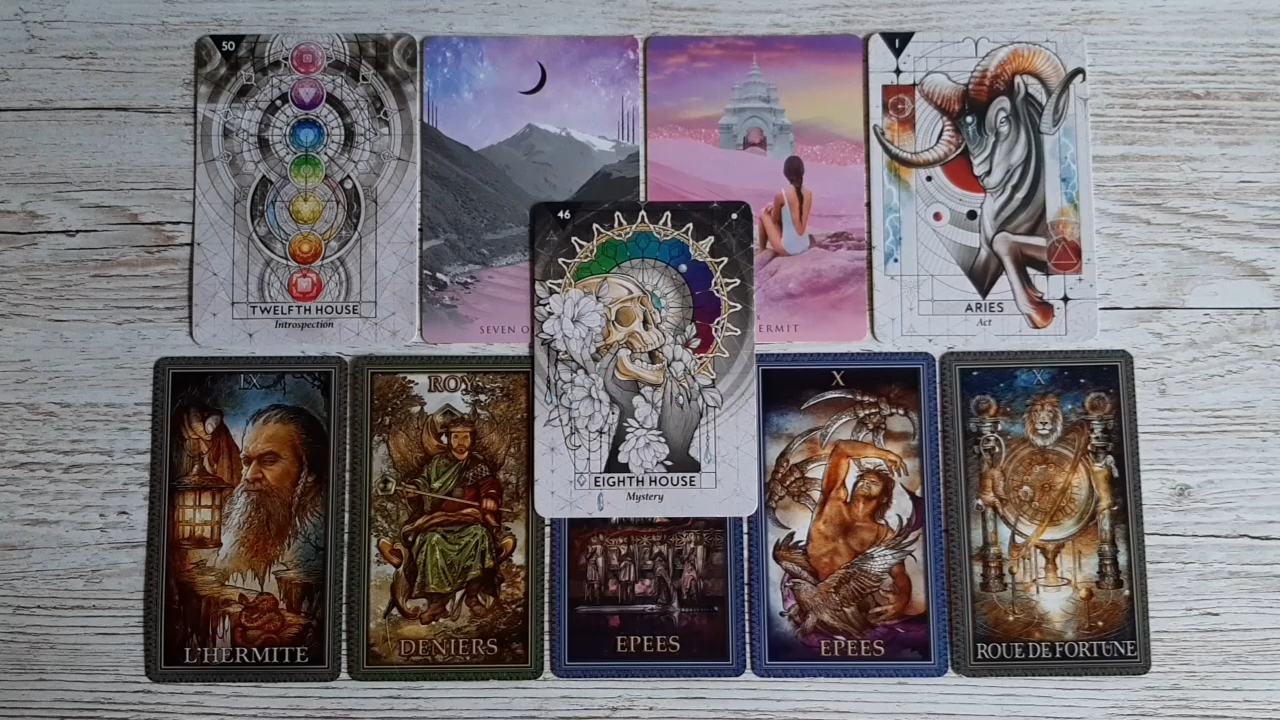 50
TWELFTH HOUSE
Introspection
SEVEN O
ERMIT
I
ARIES
Act
46
EIGHTH HOUSE
Mystery
IX
L'HERMITE
ROY
DENIERS
EPEES
X
EPEES
X
ROUE DE FORTUNE